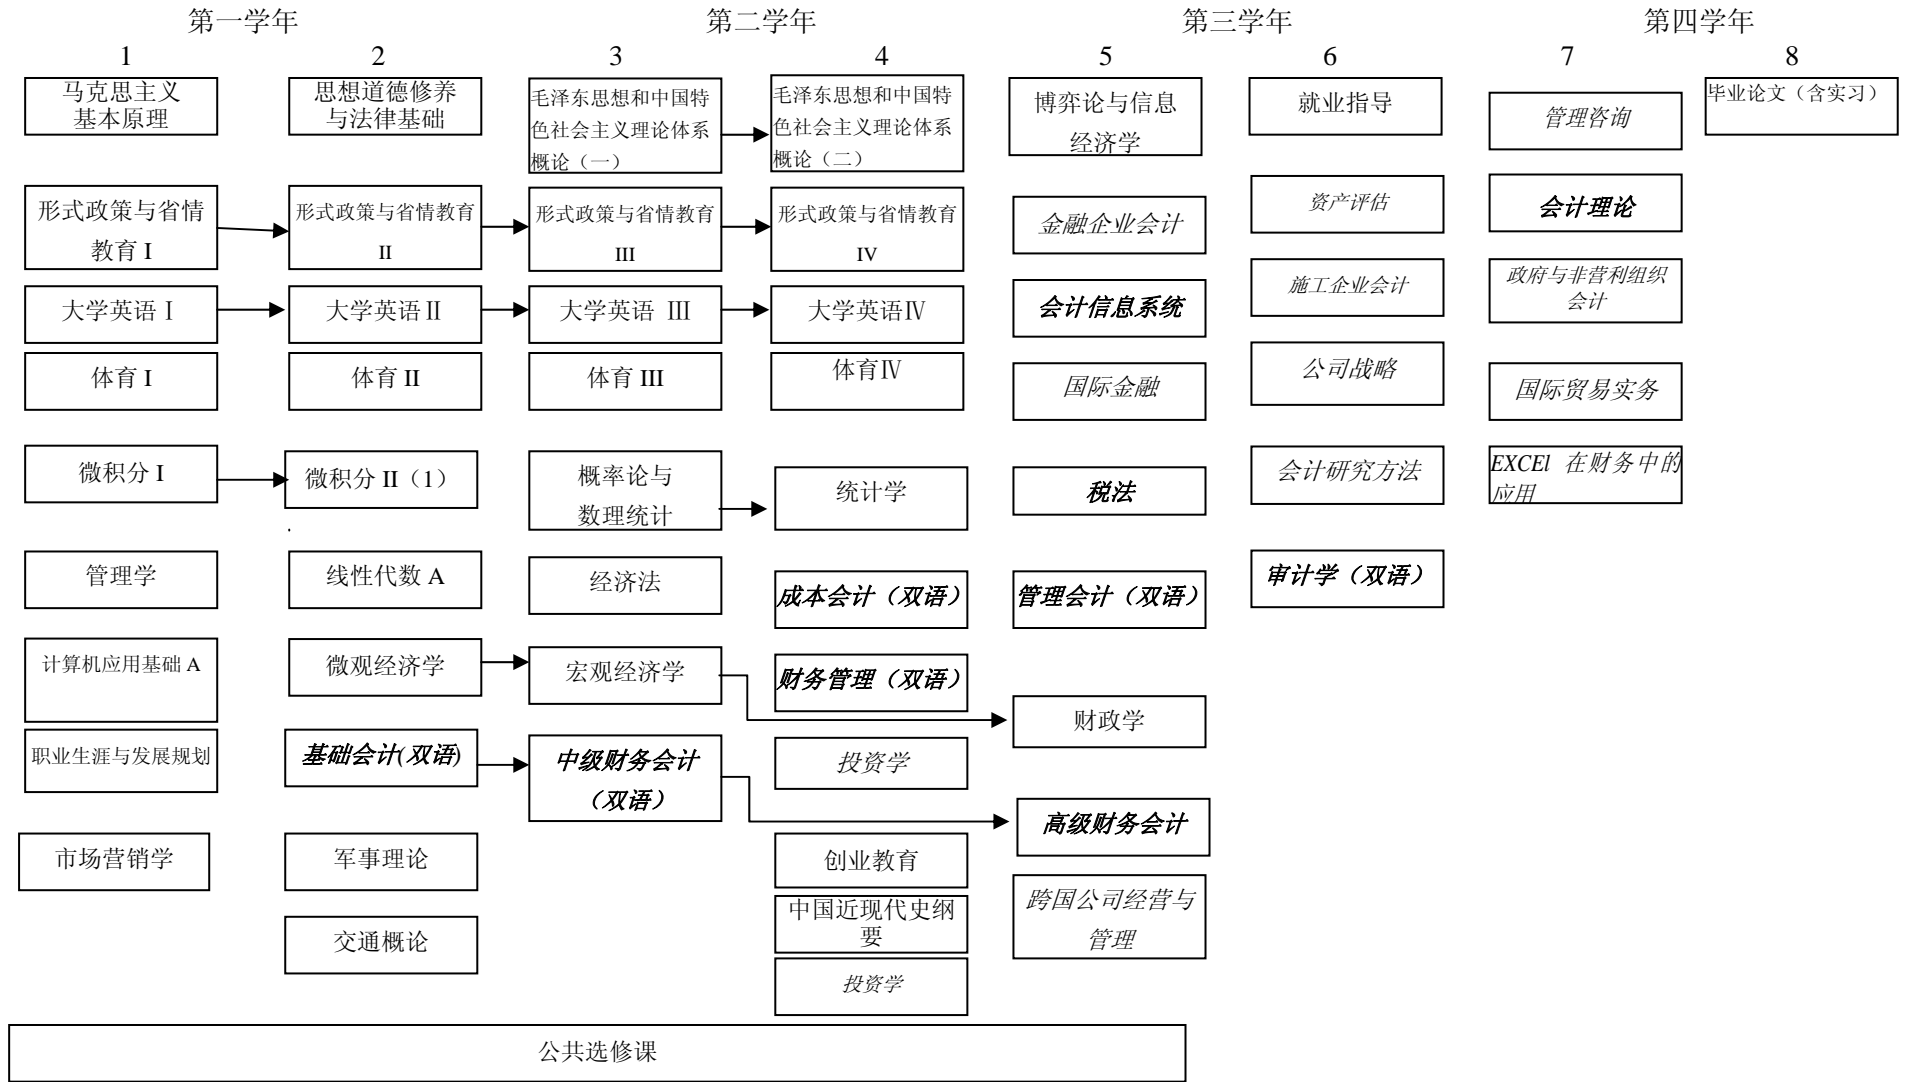 第一学年
第二学年
第三学年
第四学年
1
2
3
4
5
6
7
8
马克思主义
基本原理
形式政策与省情
教育 I
大学英语 Ⅰ
体育 I
微积分 I
管理学
计算机应用基础 A
职业生涯与发展规划
市场营销学
思想道德修养
与法律基础
形式政策与省情教育
II
大学英语Ⅱ
体育 II
微积分 II（1）
.
线性代数 A
微观经济学
基础会计(双语)
军事理论
交通概论
毛泽东思想和中国特
色社会主义理论体系
概论（一）
形式政策与省情教育
III
大学英语 Ⅲ
体育 III
概率论与
数理统计
经济法
宏观经济学
中级财务会计
（双语）
毛泽东思想和中国特
色社会主义理论体系
概论（二）
形式政策与省情教育
IV
大学英语Ⅳ
体育Ⅳ
统计学
成本会计（双语）
财务管理（双语）
投资学
创业教育
中国近现代史纲
要
投资学
博弈论与信息
经济学
金融企业会计
会计信息系统
国际金融
税法
管理会计（双语）
财政学
高级财务会计
跨国公司经营与
管理
就业指导
资产评估
施工企业会计
公司战略
会计研究方法
审计学（双语）
管理咨询
会计理论
政府与非营利组织
会计
国际贸易实务
EXCEl 在财务中的
应用
毕业论文（含实习）
公共选修课